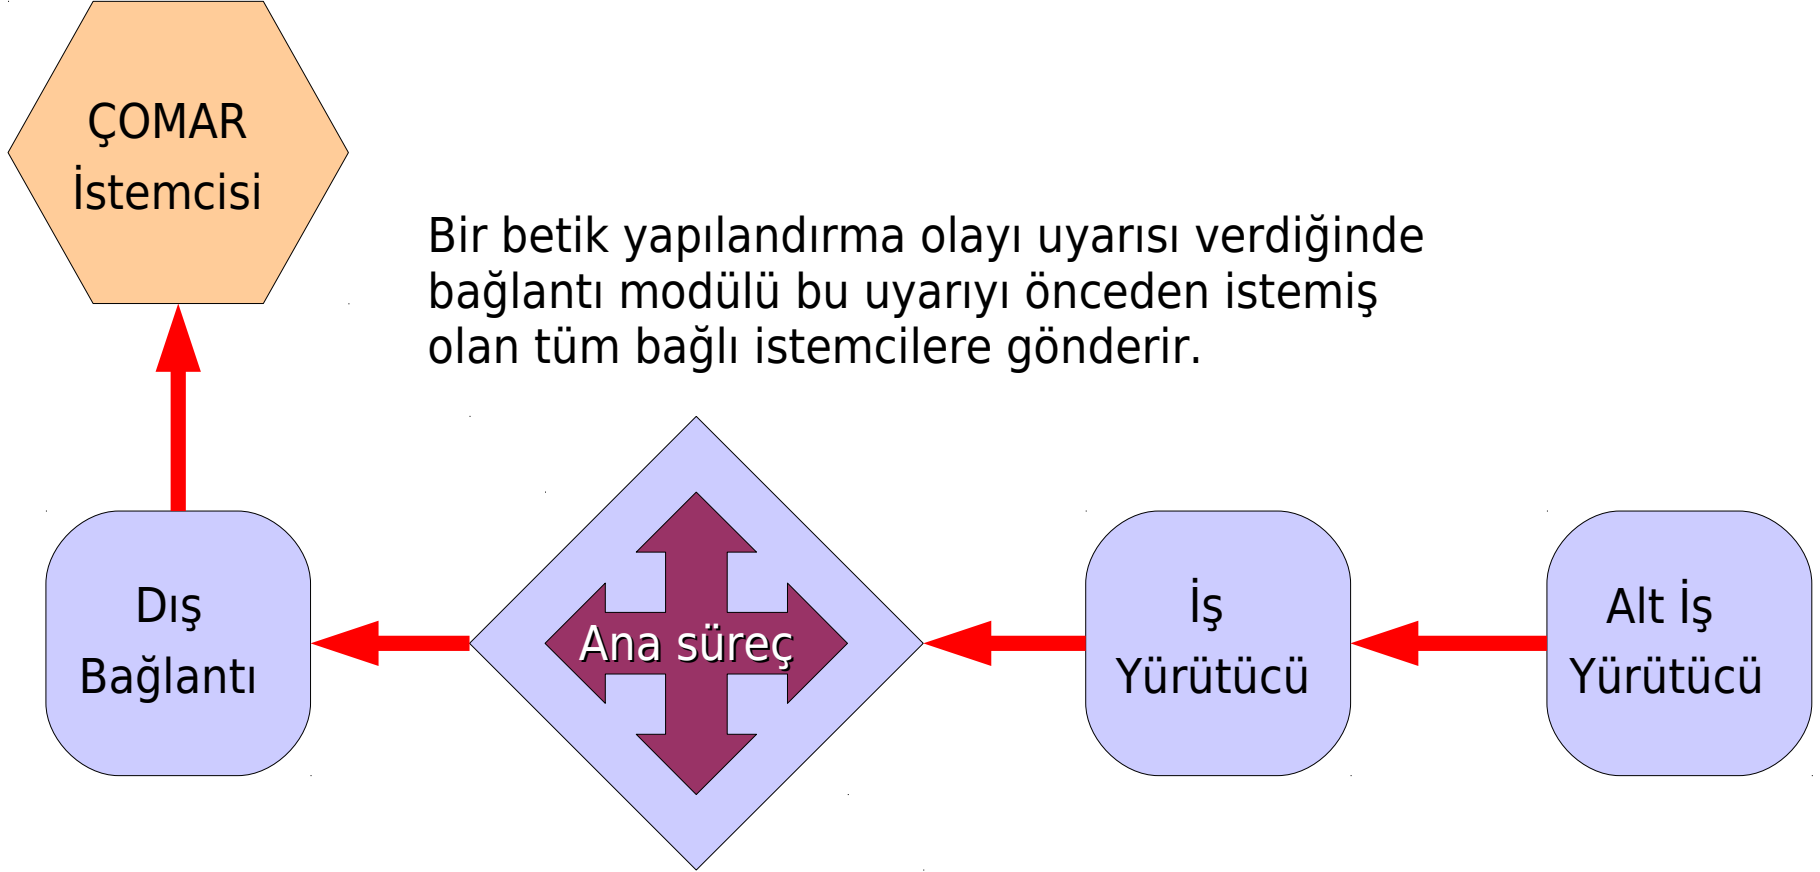 ÇOMAR
İstemcisi
Bir betik yapılandırma olayı uyarısı verdiğinde
bağlantı modülü bu uyarıyı önceden istemiş
olan tüm bağlı istemcilere gönderir.
Dış
Bağlantı
Ana süreç
İş
Yürütücü
Alt İş
Yürütücü